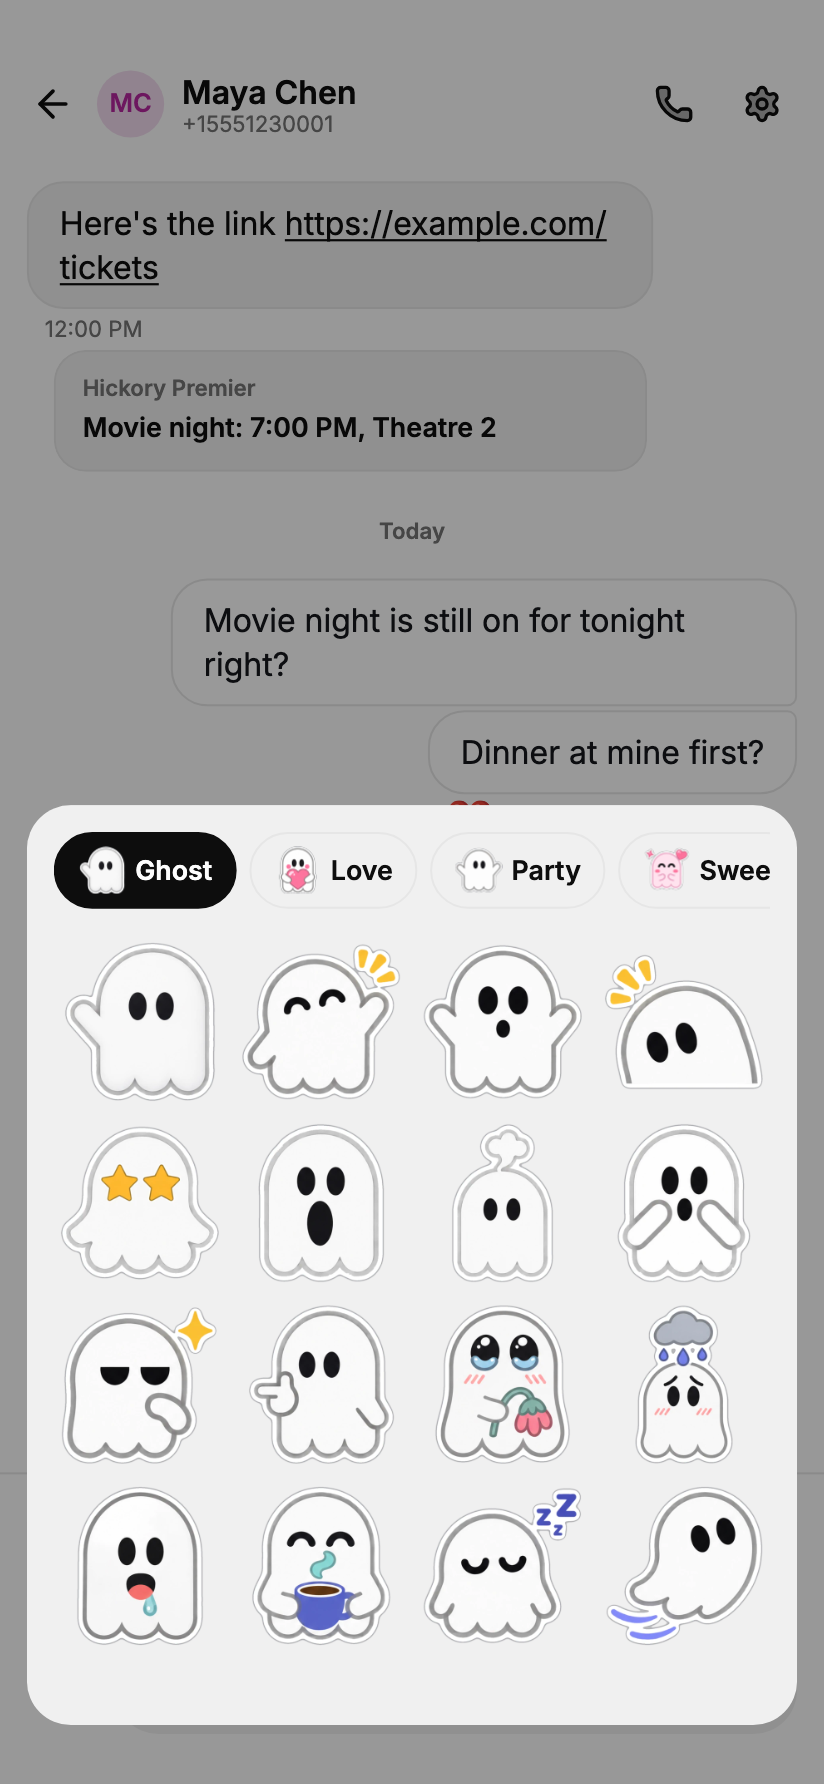 MC
Maya Chen
+15551230001
Here's the link https://example.com/
tickets
12:00 PM
Hickory Premier
Movie night: 7:00 PM, Theatre 2
Today
Movie night is still on for tonight
right?
Dinner at mine first?
Ghost
Love
Party
Swee
z Z z